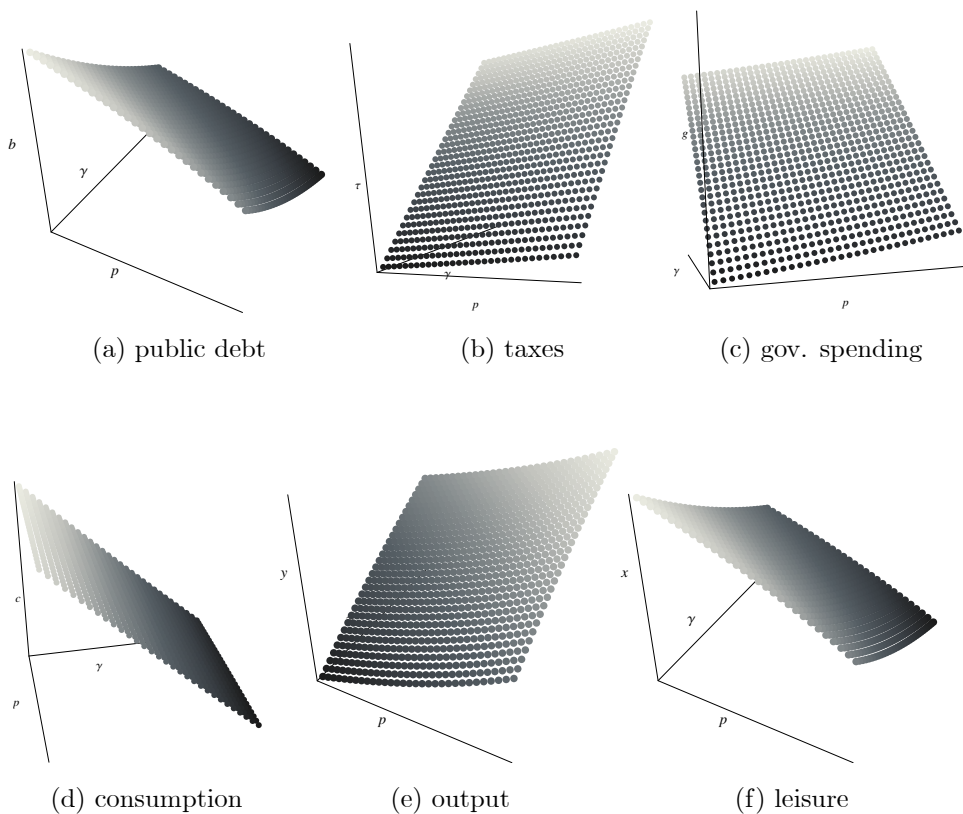 b
γ
p
(a) public debt
τ
γ
p
(b) taxes
g
γ
p
(c) gov. spending
c
γ
p
(d) consumption
y
p
(e) output
x
γ
p
(f) leisure